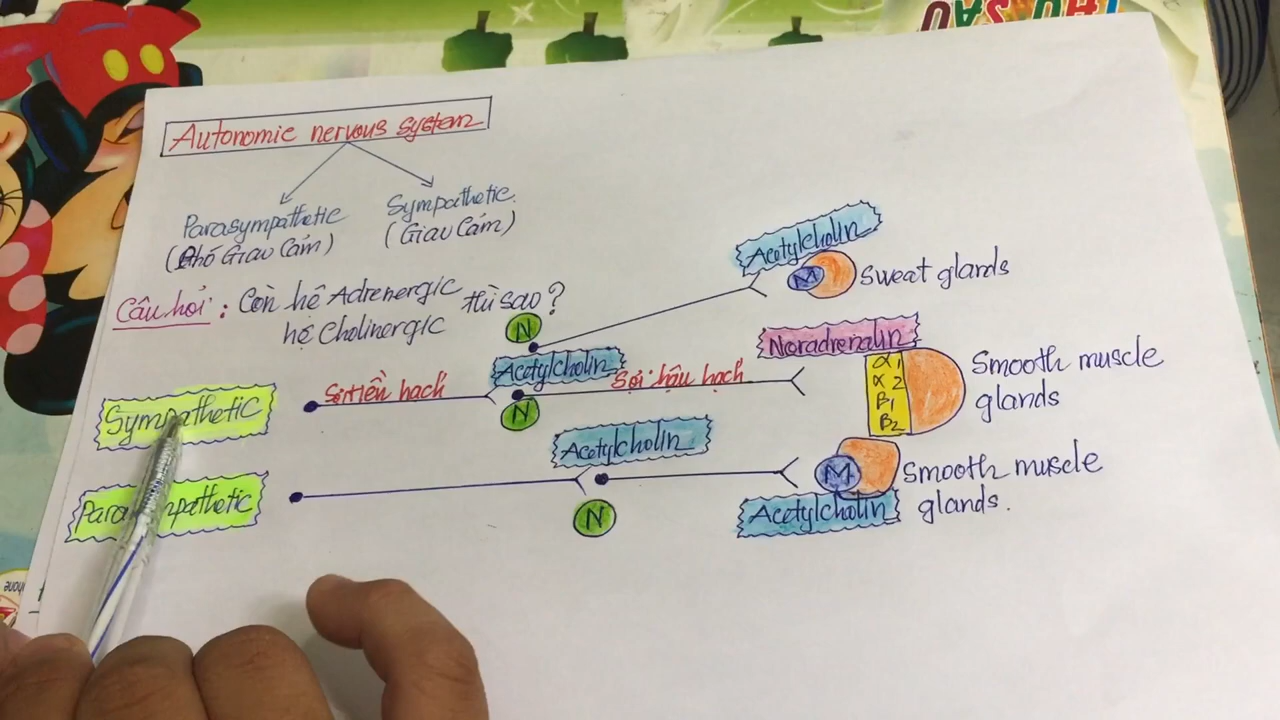 Autonomic nervous system
Parasympathetic
(Phó Giao Cảm)
Sympathetic.
(Giao Cảm)
Câu hỏi : Còn hệ Adrenergic thì sao?
hệ Cholinergic
Acetylcholin
M
Sweat glands
N
Acetylcholin
Noradrenalin
Sympathetic
Sợi tiền hạch
N
Sợi hậu hạch
α1
α2
β1
β2
Smooth muscle
glands
Acetylcholin
Parasympathetic
N
M
Acetylcholin
Smooth muscle
glands.